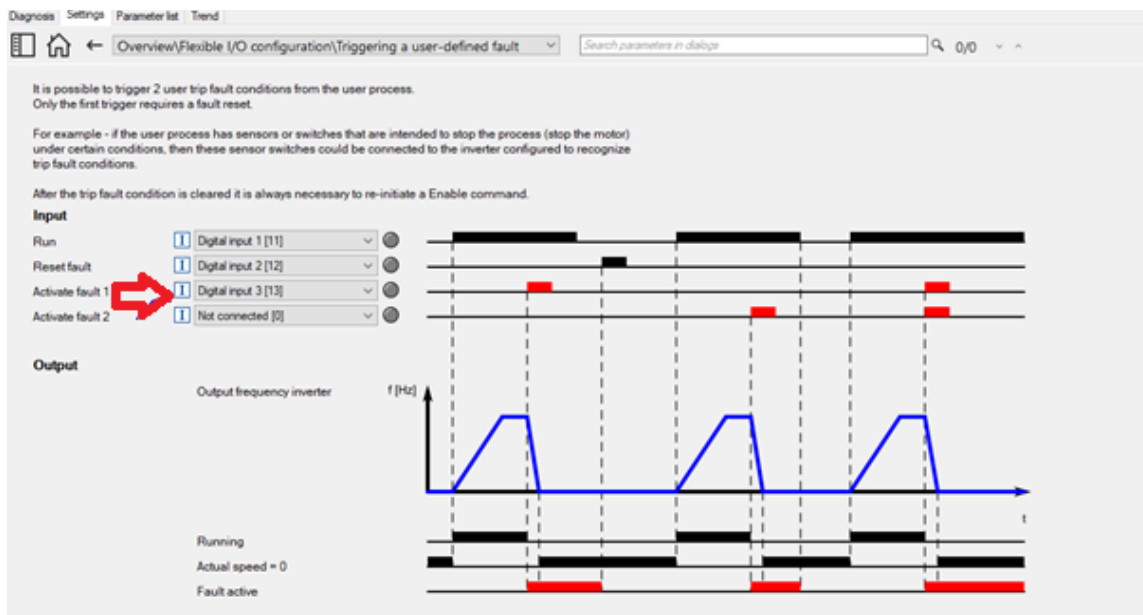 Diagnosis Settings Parameter list Trend
Overview\Flexible I/O configuration\Triggering a user-defined fault Search parameters in dialogs 0/0
It is possible to trigger 2 user trip fault conditions from the user process.
Only the first trigger requires a fault reset.
For example - if the user process has sensors or switches that are intended to stop the process (stop the motor)
under certain conditions, then these sensor switches could be connected to the inverter configured to recognize
trip fault conditions.
After the trip fault condition is cleared it is always necessary to re-initiate a Enable command.
Input
Run I Digital input 1 [11]
Reset fault I Digital input 2 [12]
Activate fault 1 I Digital input 3 [13]
Activate fault 2 I Not connected [0]
Output
Output frequency inverter f [Hz]
t
Running
Actual speed = 0
Fault active